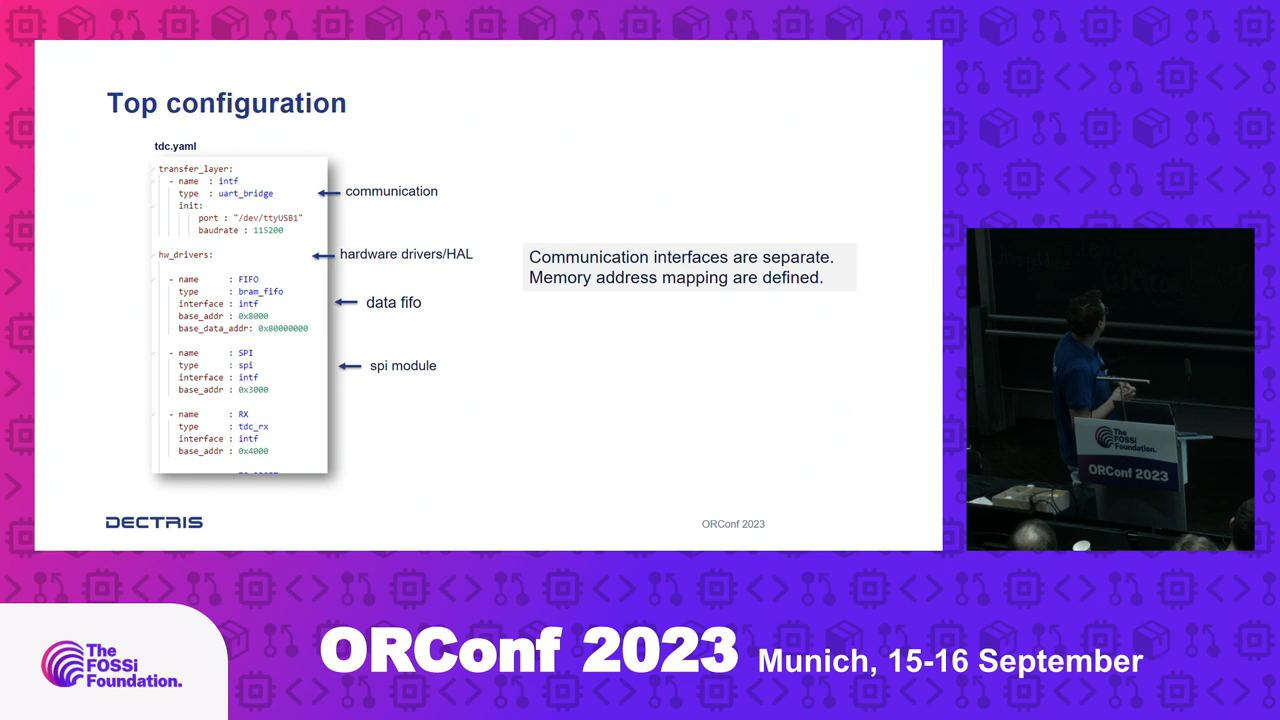 Top configuration
tdc.yaml
transfer_layer:
- name : intf
type : uart_bridge
init:
port : "/dev/ttyUSB1"
baudrate : 115200
hw_drivers:
- name : FIFO
type : bram_fifo
interface : intf
base_addr : 0x8000
base_data_addr: 0x80000000
- name : SPI
type : spi
interface : intf
base_addr : 0x3000
- name : RX
type : tdc_rx
interface : intf
base_addr : 0x4000
communication
hardware drivers/HAL
data fifo
spi module
Communication interfaces are separate.
Memory address mapping are defined.
DECTRIS
ORConf 2023
The
FOSSi
Foundation.
ORConf 2023
The
FOSSi
Foundation.
ORConf 2023 Munich, 15-16 September